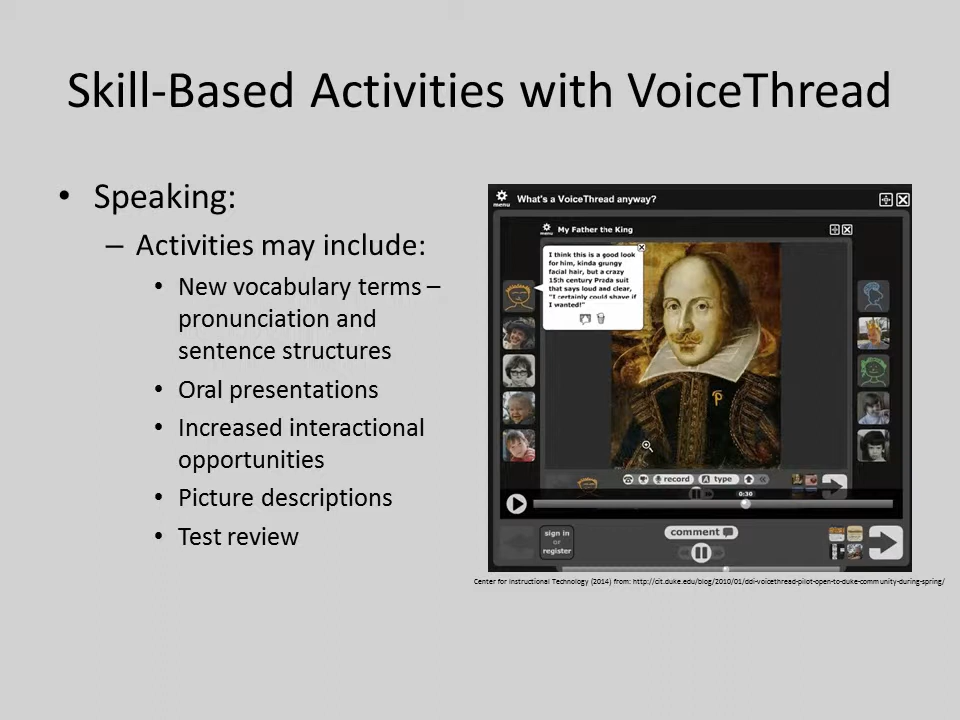 Skill-Based Activities with VoiceThread
• Speaking:
– Activities may include:
• New vocabulary terms –
pronunciation and
sentence structures
• Oral presentations
• Increased interactional
opportunities
• Picture descriptions
• Test review
menu What's a VoiceThread anyway?
menu My Father the King
I think this is a good look
for him, kinda grungy
facial hair, but a crazy
15th century Prada suit
that says loud and clear,
"I certainly could shave if
I wanted!"
record A type
0:30
sign in
or
register
comment
Center for Instructional Technology (2014) from: http://cit.duke.edu/blog/2010/01/ddi-voicethread-pilot-open-to-duke-community-during-spring/